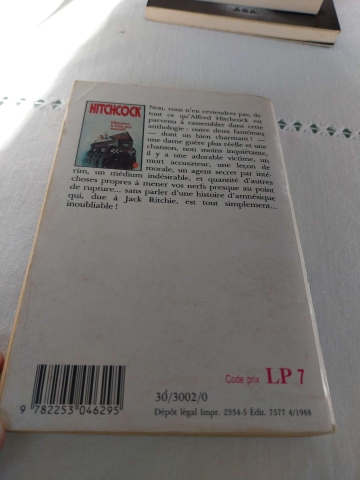 HITCHCOCK
Non, vous n'en reviendrez pas, de
tout ce qu'Alfred Hitchcock est
parvenu à rassembler dans cette
anthologie : outre deux fantômes
— dont un bien charmant ! —
une dame guère plus réelle et une
chanson, non moins inquiétante,
il y a une adorable victime, un
mort accusateur, une leçon de
morale, un agent secret par inté-
rim, un médium indésirable, et quantité d'autres
choses propres à mener vos nerfs presque au point
de rupture... sans parler d'une histoire d'amnésique
qui, due à Jack Ritchie, est tout simplement...
inoubliable !
Code prix LP 7
9 782253 046295
30/3002/0
Dépôt légal Impr. 2554-5 Édit. 7577 4/1988